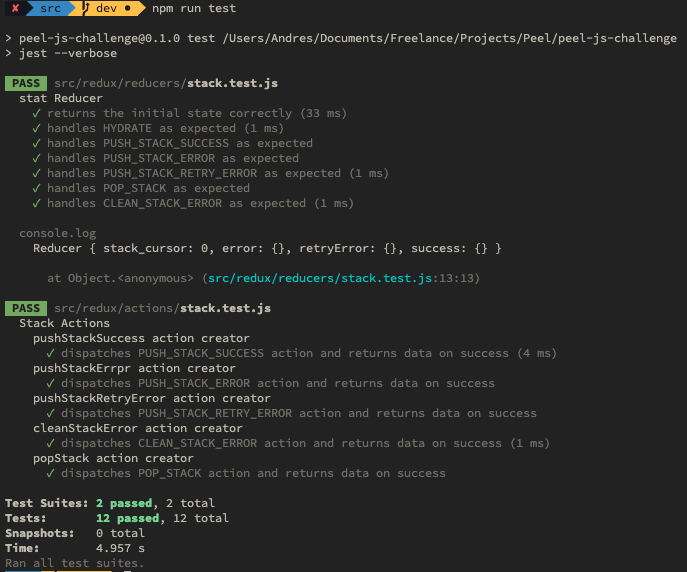 ✘ src dev ● npm run test
> peel-js-challenge@0.1.0 test /Users/Andres/Documents/Freelance/Projects/Peel/peel-js-challenge
> jest --verbose
PASS src/redux/reducers/stack.test.js
stat Reducer
✓ returns the initial state correctly (33 ms)
✓ handles HYDRATE as expected (1 ms)
✓ handles PUSH_STACK_SUCCESS as expected
✓ handles PUSH_STACK_ERROR as expected
✓ handles PUSH_STACK_RETRY_ERROR as expected (1 ms)
✓ handles POP_STACK as expected
✓ handles CLEAN_STACK_ERROR as expected (1 ms)
console.log
Reducer { stack_cursor: 0, error: {}, retryError: {}, success: {} }
at Object.<anonymous> (src/redux/reducers/stack.test.js:13:13)
PASS src/redux/actions/stack.test.js
Stack Actions
pushStackSuccess action creator
✓ dispatches PUSH_STACK_SUCCESS action and returns data on success (4 ms)
pushStackErrpr action creator
✓ dispatches PUSH_STACK_ERROR action and returns data on success
pushStackRetryError action creator
✓ dispatches PUSH_STACK_RETRY_ERROR action and returns data on success
cleanStackError action creator
✓ dispatches CLEAN_STACK_ERROR action and returns data on success (1 ms)
popStack action creator
✓ dispatches POP_STACK action and returns data on success
Test Suites: 2 passed, 2 total
Tests: 12 passed, 12 total
Snapshots: 0 total
Time: 4.957 s
Ran all test suites.